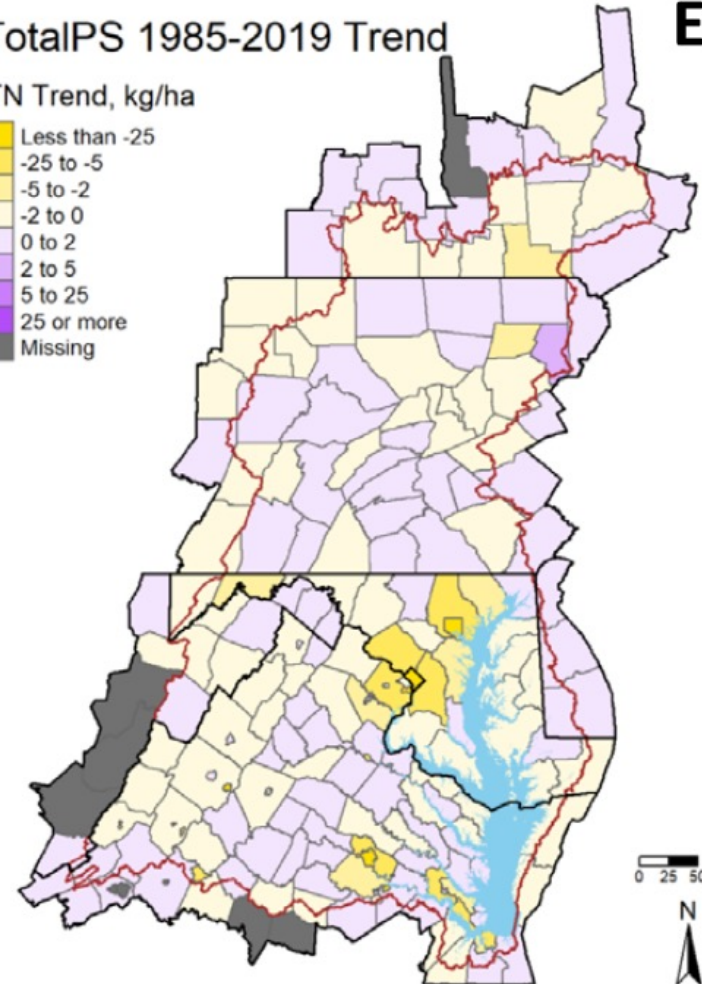 TotalPS 1985-2019 Trend
E
TN Trend, kg/ha
Less than -25
-25 to -5
-5 to -2
-2 to 0
0 to 2
2 to 5
5 to 25
25 or more
Missing
0 25 50
N